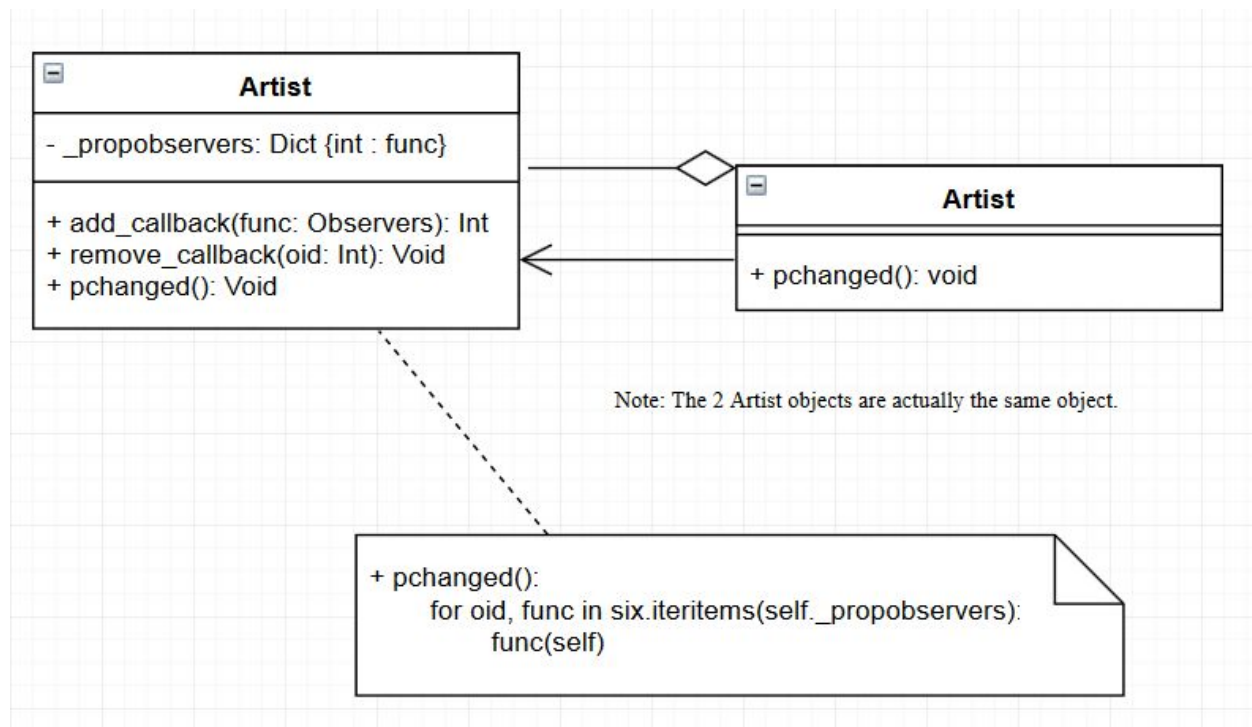 Artist
- _propobservers: Dict {int : func}
+ add_callback(func: Observers): Int
+ remove_callback(oid: Int): Void
+ pchanged(): Void
Artist
+ pchanged(): void
Note: The 2 Artist objects are actually the same object.
+ pchanged():
for oid, func in six.iteritems(self._propobservers):
func(self)